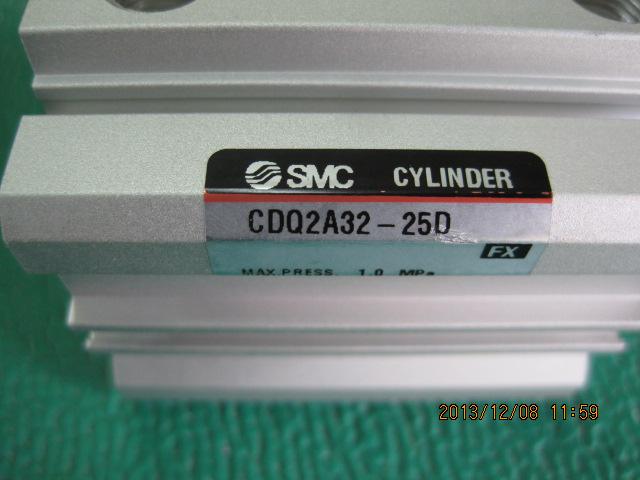 SMC CYLINDER
CDQ2A32-25D
FX
MAX.PRESS. 1.0 MPa
2013/12/08 11:59